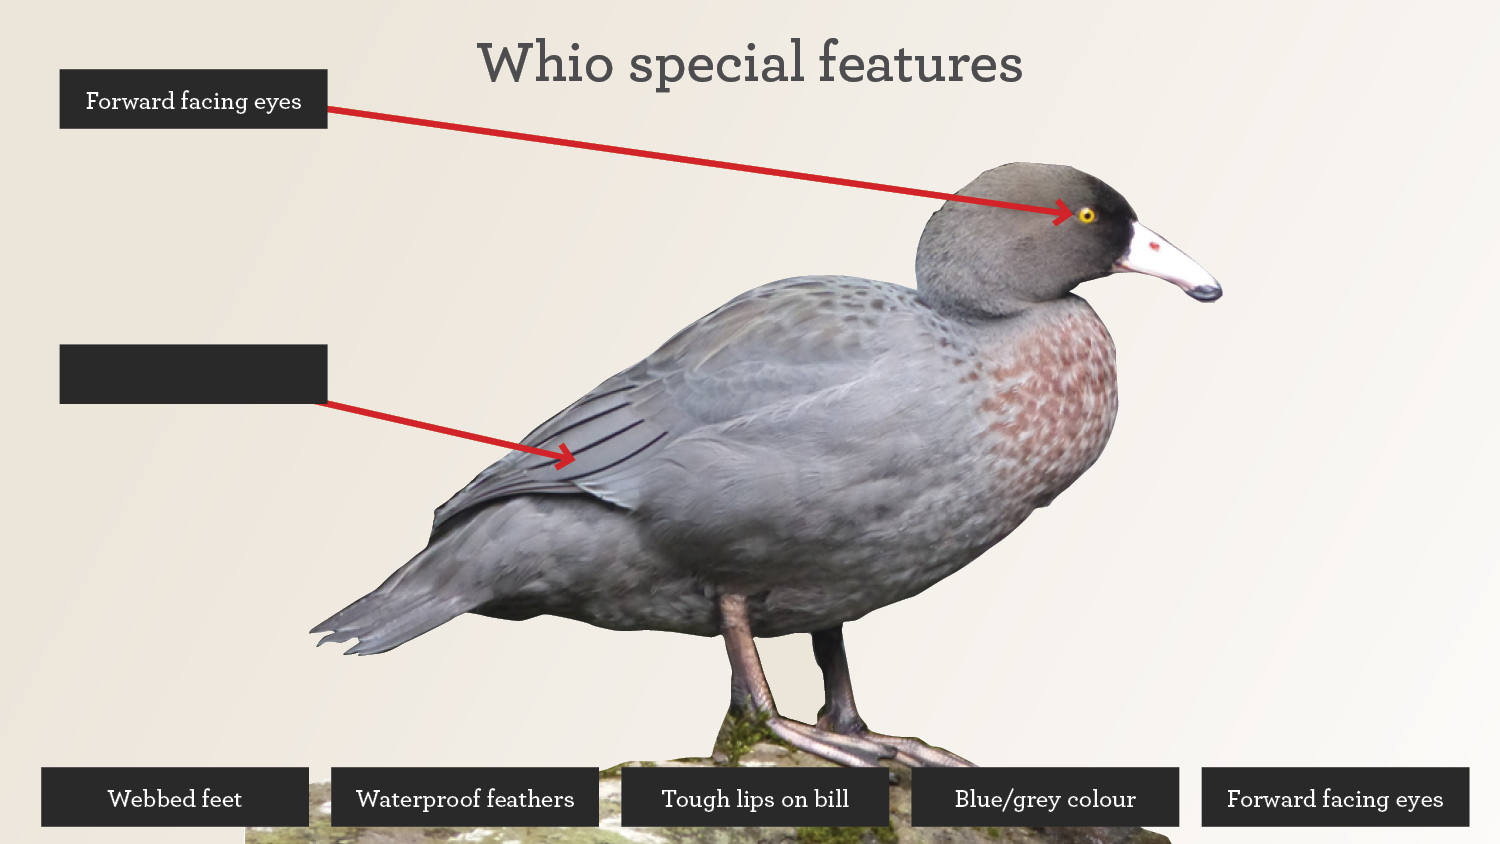 Whio special features
Forward facing eyes
Webbed feet
Waterproof feathers
Tough lips on bill
Blue/grey colour
Forward facing eyes